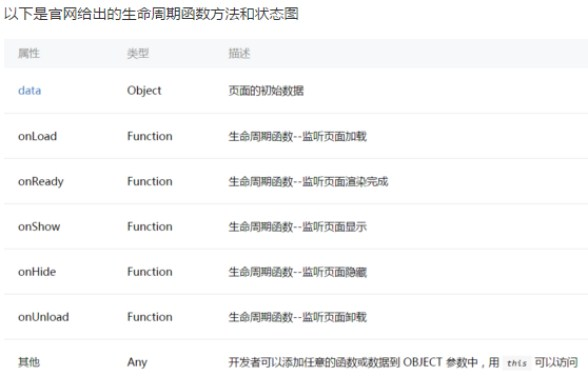 以下是官网给出的生命周期函数方法和状态图
属性 类型 描述
data Object 页面的初始数据
onLoad Function 生命周期函数--监听页面加载
onReady Function 生命周期函数--监听页面渲染完成
onShow Function 生命周期函数--监听页面显示
onHide Function 生命周期函数--监听页面隐藏
onUnload Function 生命周期函数--监听页面卸载
其他 Any 开发者可以添加任意的函数或数据到 OBJECT 参数中，用 this 可以访问